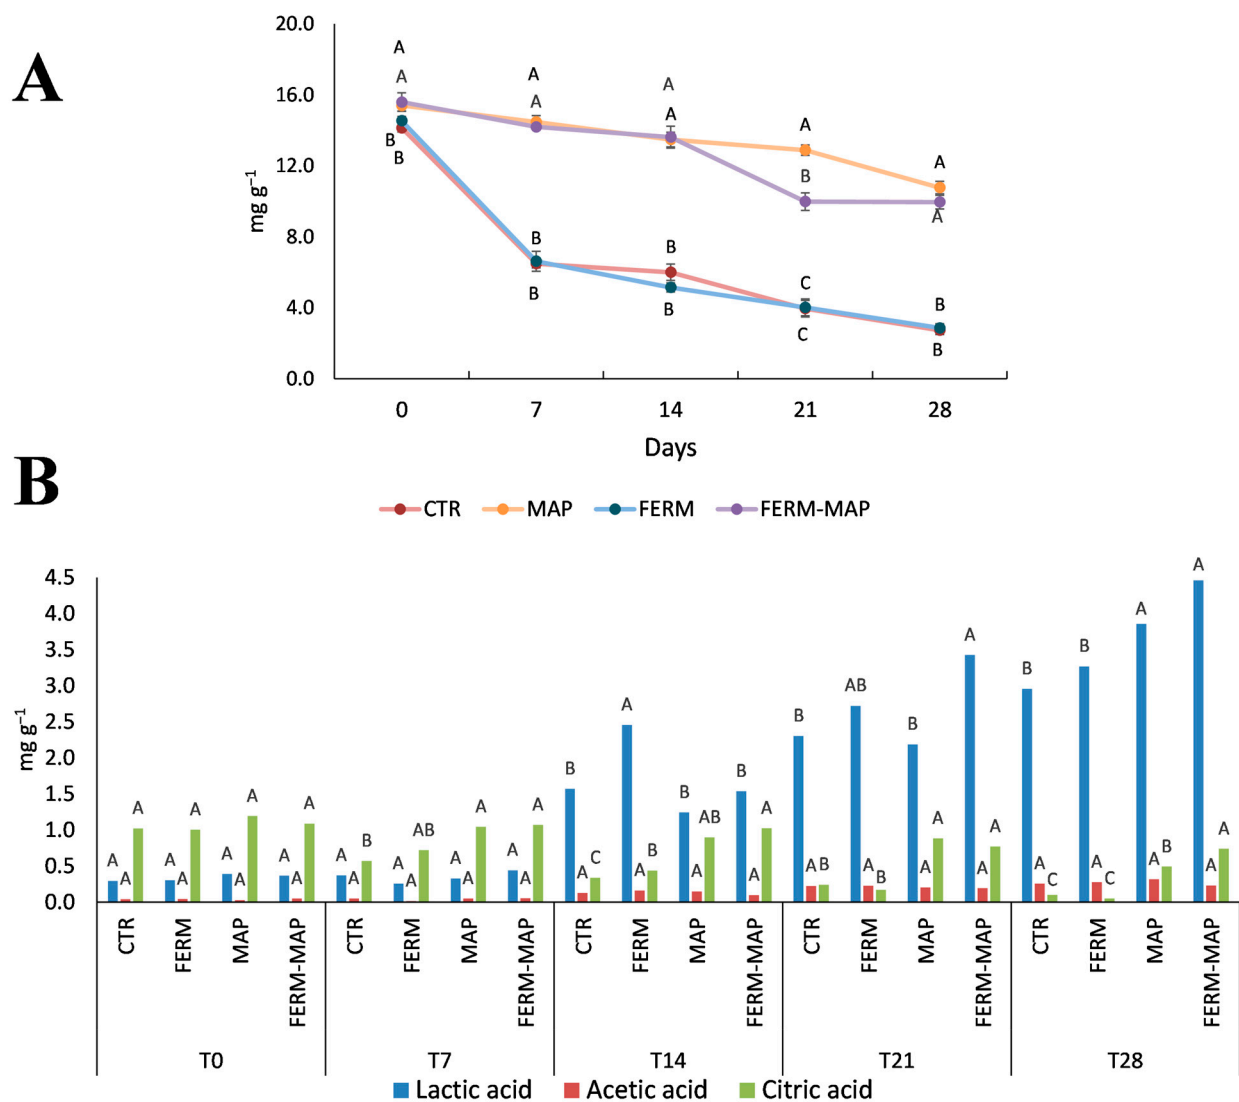 A
20.0
16.0
12.0
8.0
4.0
0.0
mg g⁻¹
A A A
A A A A A
B B A
B B B C B
B B B C B
0 7 14 21 28
Days
CTR MAP FERM FERM-MAP
B
4.5
4.0
3.5
3.0
2.5
2.0
1.5
1.0
0.5
0.0
mg g⁻¹
A A A A A A A A A A A A
A A B A A AB A A A A A A
B A C A A B B A AB B A A
B A B AB A B B A A A A A
B A C B A C A A B A A A
CTR FERM MAP FERM-MAP CTR FERM MAP FERM-MAP CTR FERM MAP FERM-MAP CTR FERM MAP FERM-MAP CTR FERM MAP FERM-MAP
T0 T7 T14 T21 T28
Lactic acid Acetic acid Citric acid